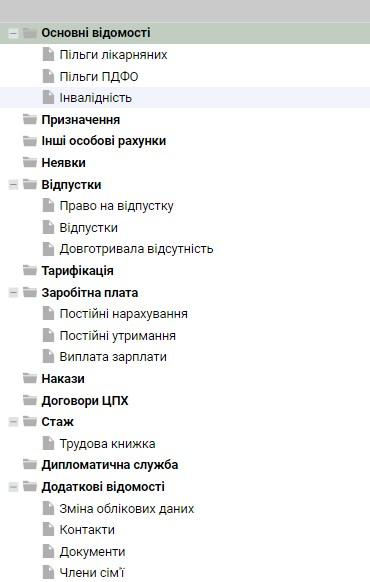 Основні відомості
Пільги лікарняних
Пільги ПДФО
Інвалідність
Призначення
Інші особові рахунки
Неявки
Відпустки
Право на відпустку
Відпустки
Довготривала відсутність
Тарифікація
Заробітна плата
Постійні нарахування
Постійні утримання
Виплата зарплати
Накази
Договори ЦПХ
Стаж
Трудова книжка
Дипломатична служба
Додаткові відомості
Зміна облікових даних
Контакти
Документи
Члени сім'ї